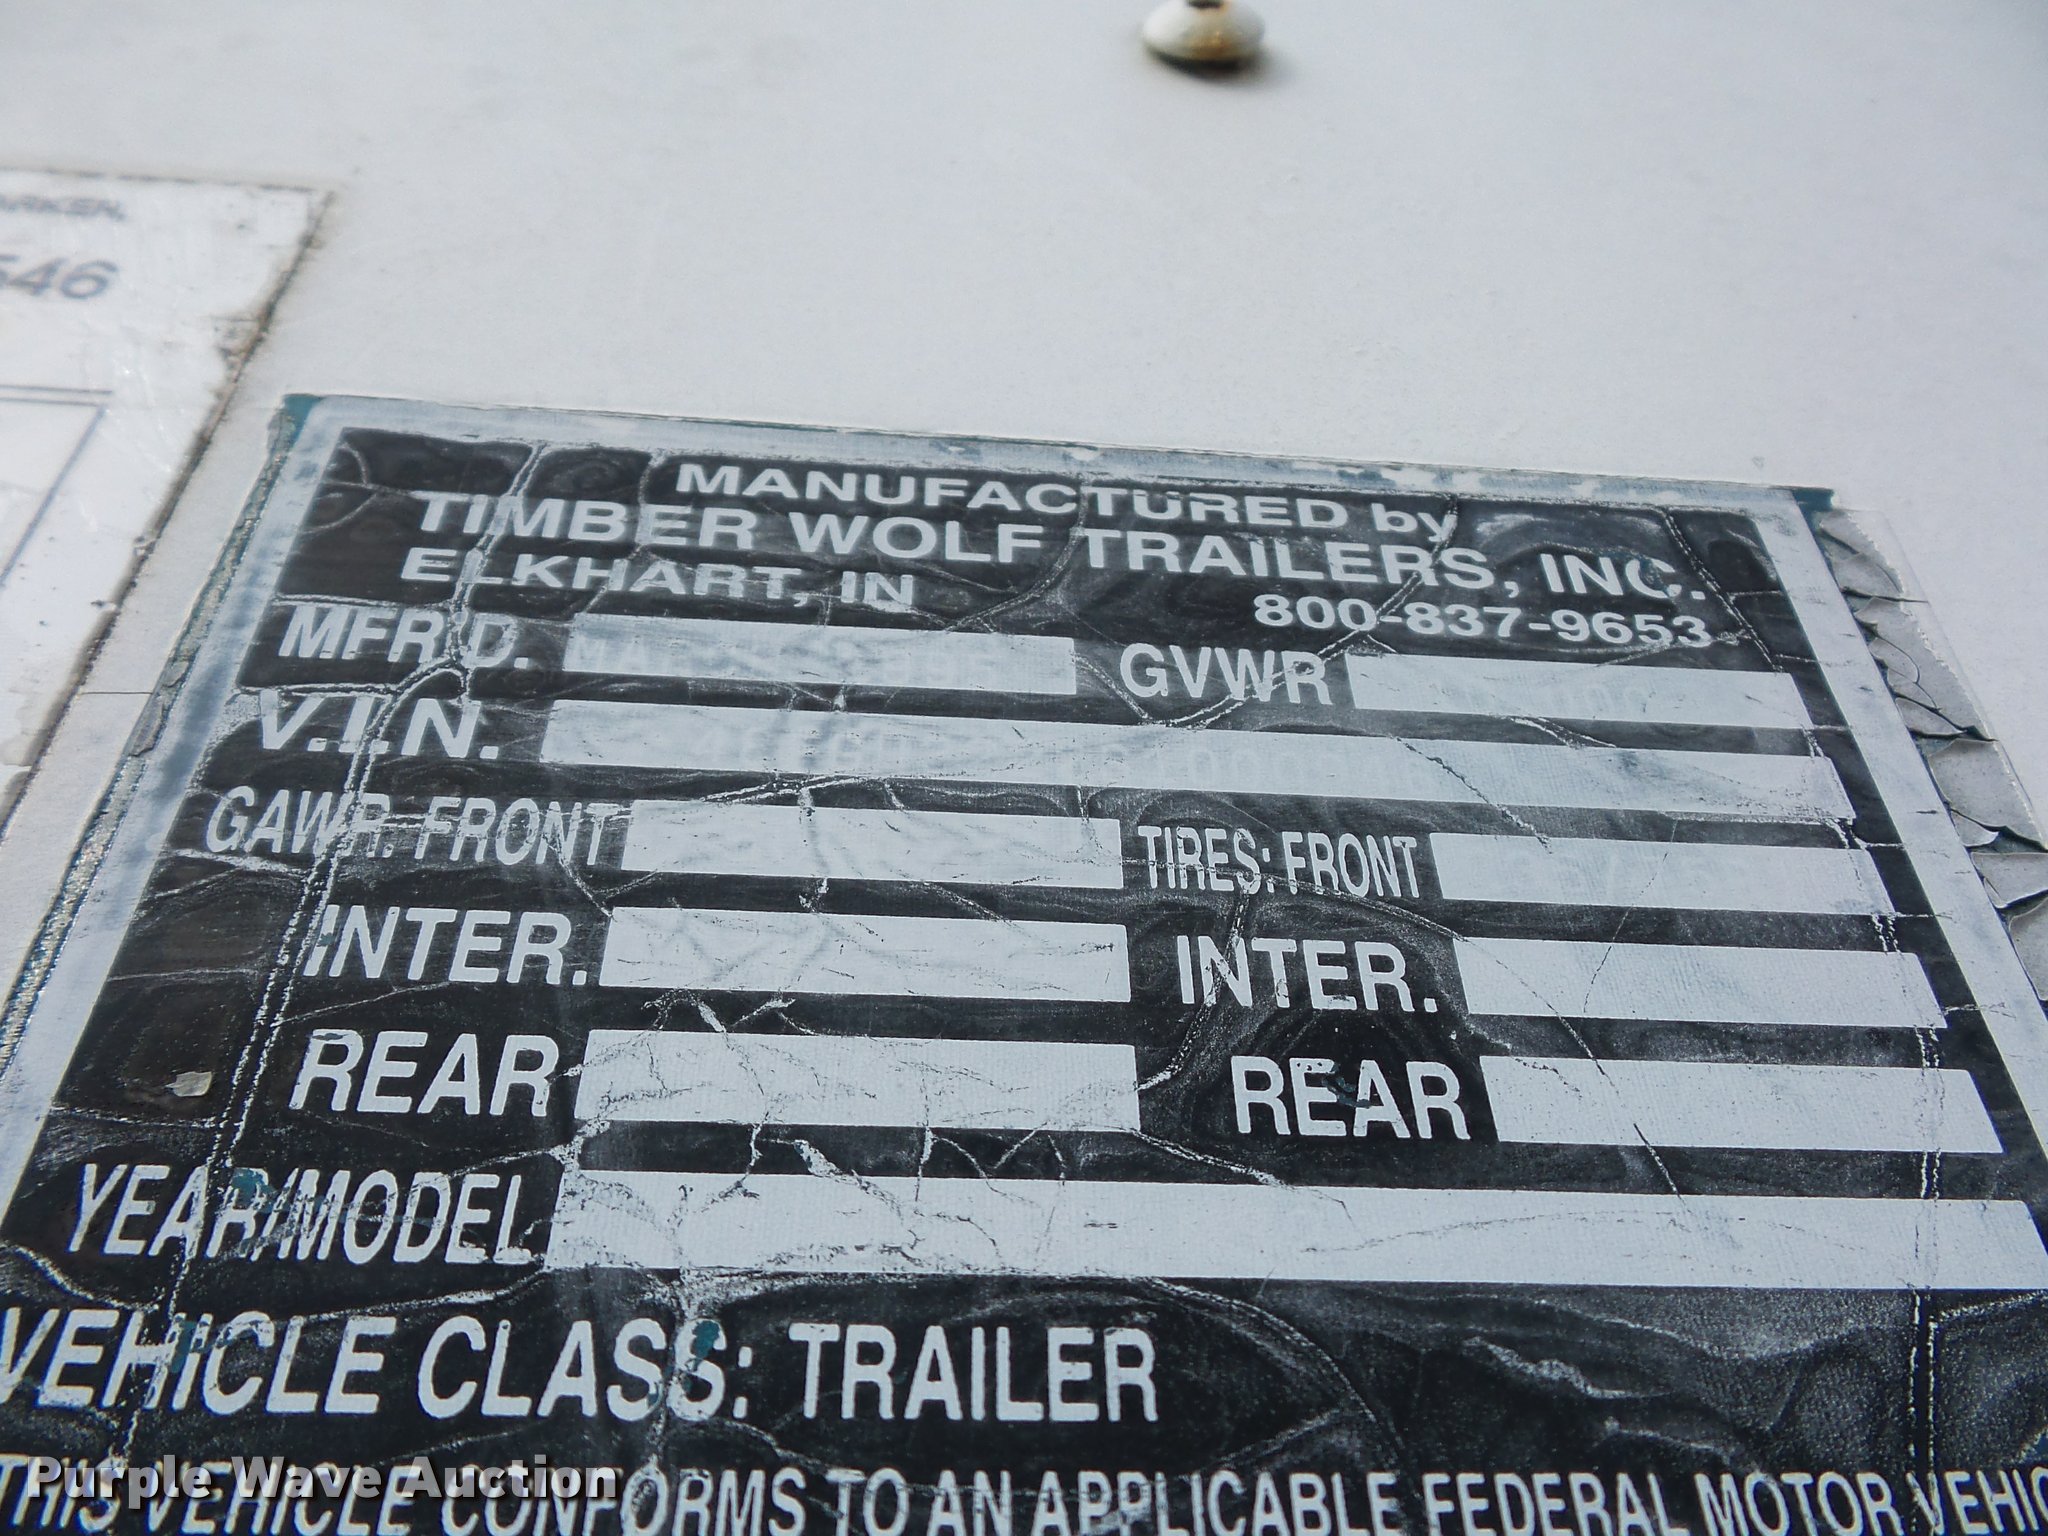 546
MANUFACTURED by
TIMBER WOLF TRAILERS, INC.
ELKHART, IN 800-837-9653
MFR'D. GVWR
V.I.N.
GAWR: FRONT TIRES: FRONT
INTER. INTER.
REAR REAR
YEAR/MODEL
VEHICLE CLASS: TRAILER
THIS VEHICLE CONFORMS TO AN APPLICABLE FEDERAL MOTOR VEHIC
Purple Wave Auction